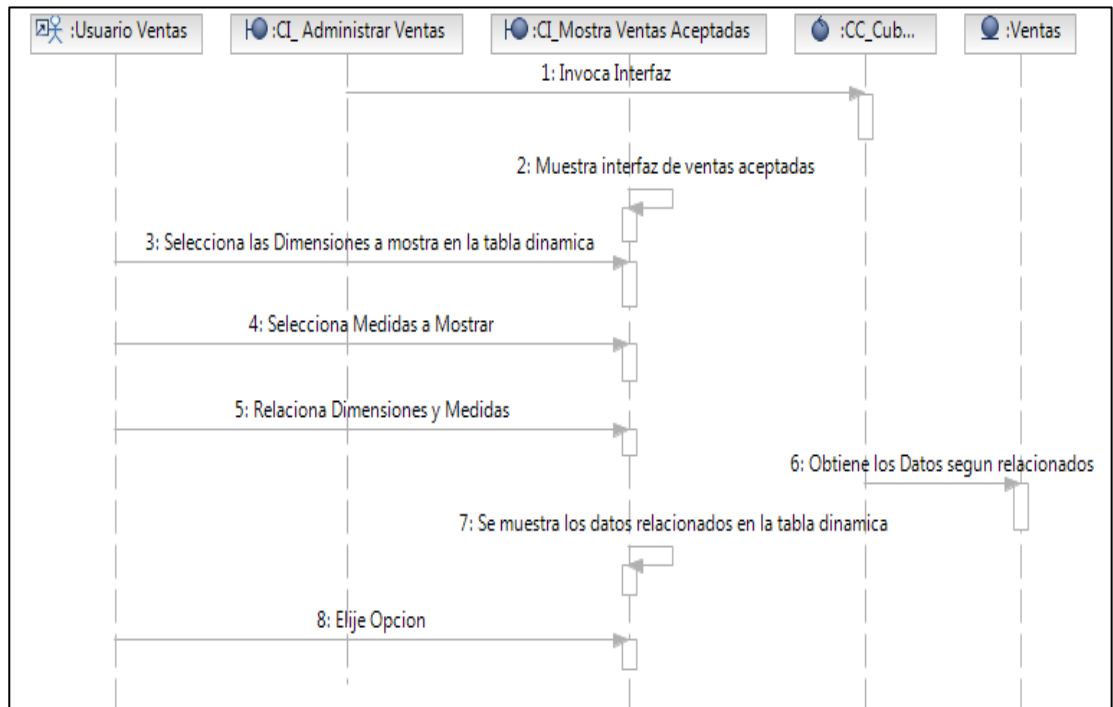 :Usuario Ventas
:CI_ Administrar Ventas
:CI_Mostra Ventas Aceptadas
:CC_Cub...
:Ventas
1: Invoca Interfaz
2: Muestra interfaz de ventas aceptadas
3: Selecciona las Dimensiones a mostra en la tabla dinamica
4: Selecciona Medidas a Mostrar
5: Relaciona Dimensiones y Medidas
6: Obtiene los Datos segun relacionados
7: Se muestra los datos relacionados en la tabla dinamica
8: Elije Opcion